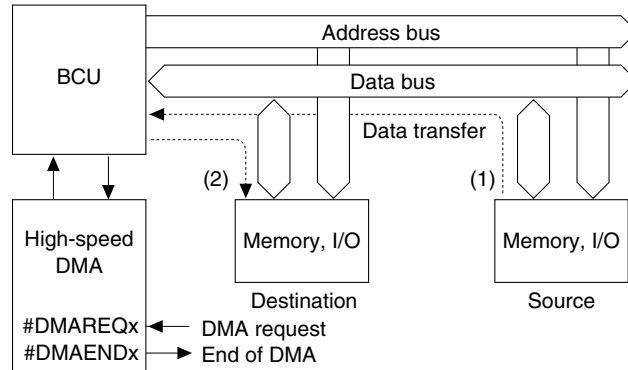 Address bus
BCU
Data bus
Data transfer
(2)
(1)
High-speed
DMA
Memory, I/O
Memory, I/O
Destination
Source
#DMAREQx
DMA request
#DMAENDx
End of DMA